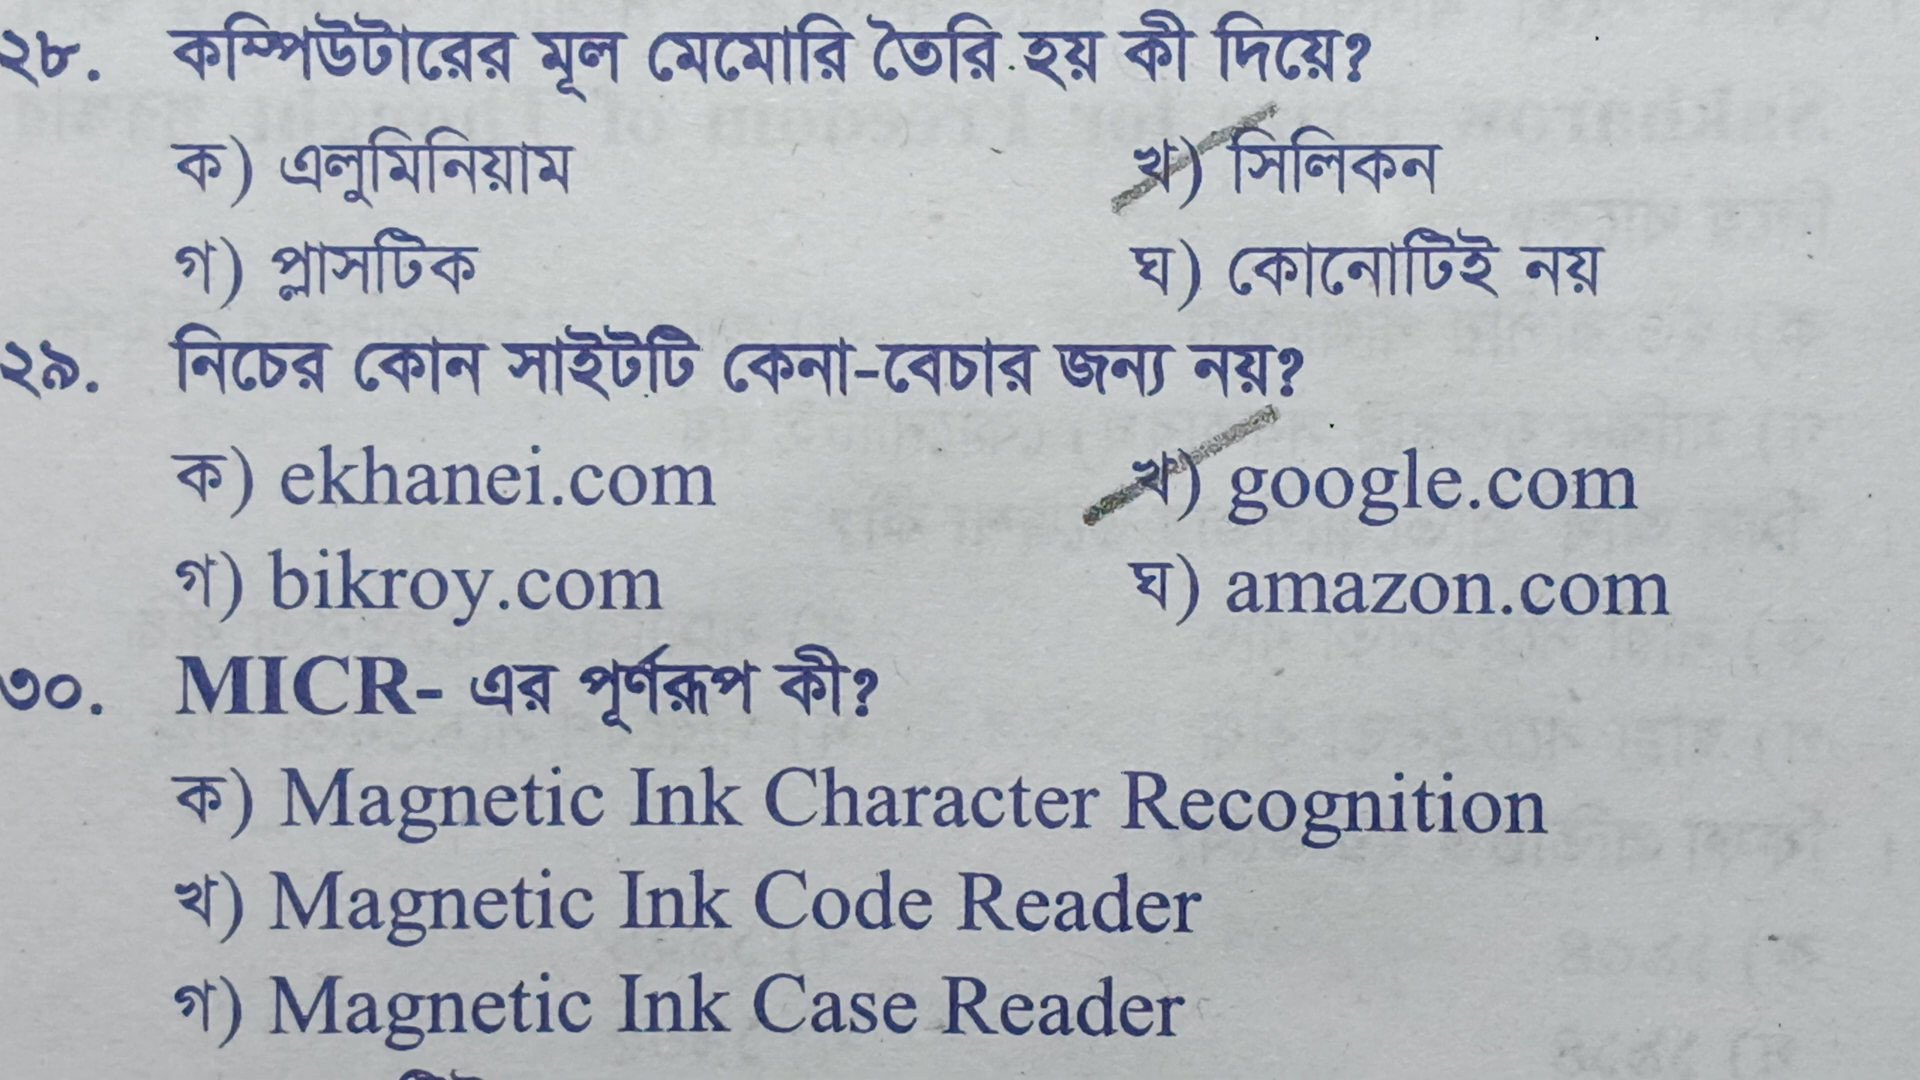 ২৮. কম্পিউটারের মূল মেমোরি তৈরি হয় কী দিয়ে?
ক) এলুমিনিয়াম খ) সিলিকন
গ) প্লাসটিক ঘ) কোনোটিই নয়
২৯. নিচের কোন সাইটটি কেনা-বেচার জন্য নয়?
ক) ekhanei.com খ) google.com
গ) bikroy.com ঘ) amazon.com
৩০. MICR- এর পূর্ণরূপ কী?
ক) Magnetic Ink Character Recognition
খ) Magnetic Ink Code Reader
গ) Magnetic Ink Case Reader